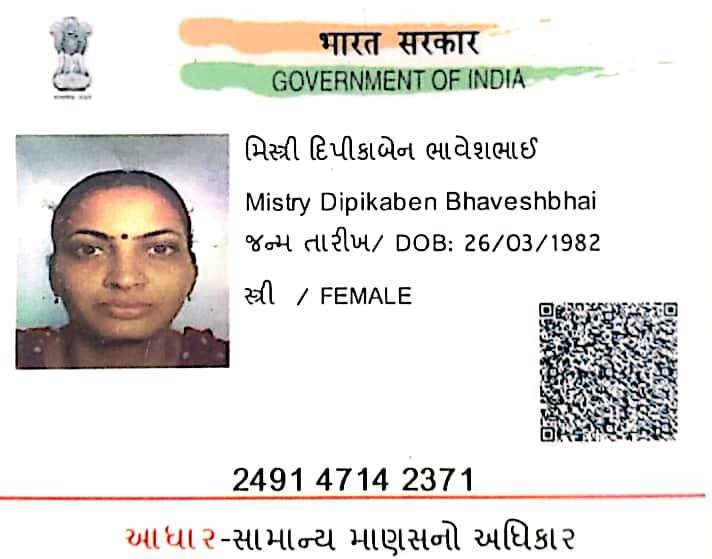 भारत सरकार
GOVERNMENT OF INDIA
મિસ્ત્રી દિપીકાબેન ભાવેશભાઈ
Mistry Dipikaben Bhaveshbhai
જન્મ તારીખ/ DOB: 26/03/1982
સ્ત્રી / FEMALE
2491 4714 2371
આધાર-સામાન્ય માણસનો અધિકાર